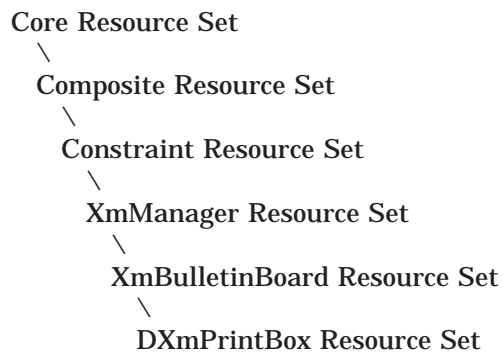 Core Resource Set
\
Composite Resource Set
\
Constraint Resource Set
\
XmManager Resource Set
\
XmBulletinBoard Resource Set
\
DXmPrintBox Resource Set